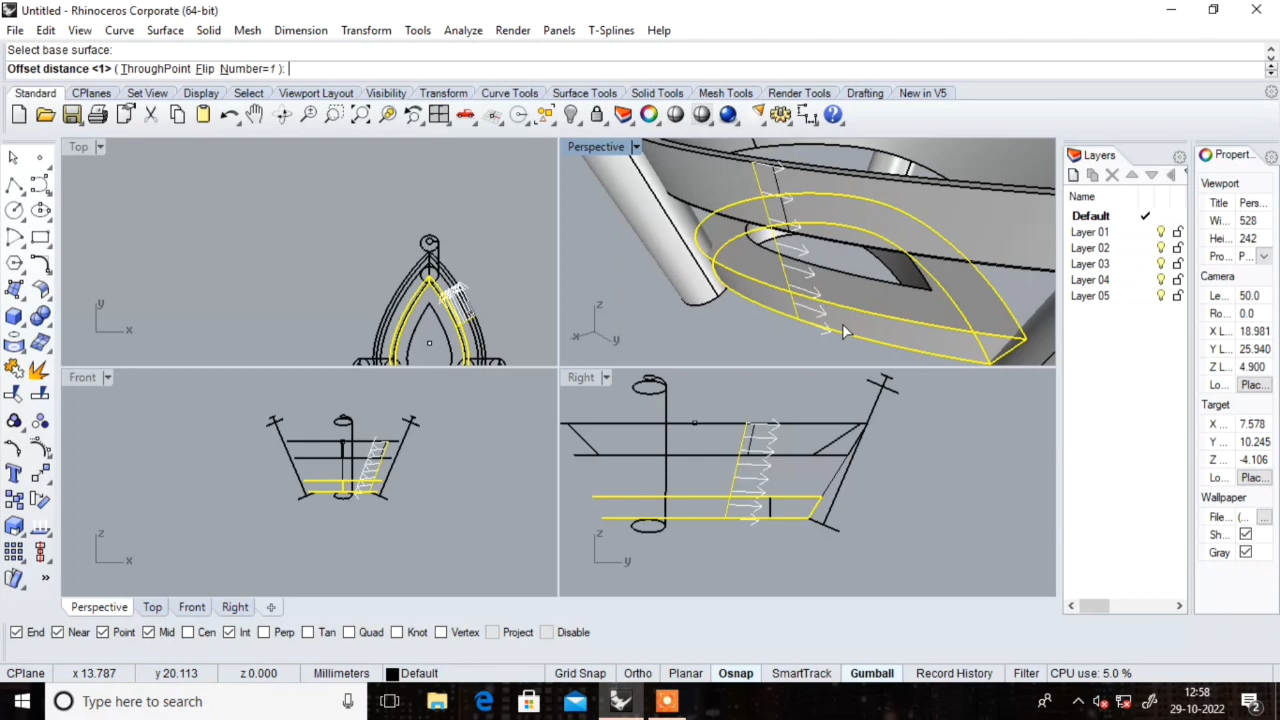 Untitled - Rhinoceros Corporate (64-bit)
File Edit View Curve Surface Solid Mesh Dimension Transform Tools Analyze Render Panels T-Splines Help
Select base surface:
Offset distance <1> ( ThroughPoint Flip Number=1 ):
Standard CPlanes Set View Display Select Viewport Layout Visibility Transform Curve Tools Surface Tools Solid Tools Mesh Tools Render Tools Drafting New in V5
Top
y
x
Perspective
z
x y
Front
z
x
Right
z
y
Layers
Name
Default
Layer 01
Layer 02
Layer 03
Layer 04
Layer 05
Propert...
Viewport
Title Pers...
Wi... 528
Hei... 242
Pro... P...
Camera
Le... 50.0
Ro... 0.0
X L... 18.981
Y L... 25.940
Z L... 4.900
Lo... Plac...
Target
X ... 7.578
Y ... 10.245
Z ... -4.106
Lo... Plac...
Wallpaper
File... (... ...
Sh...
Gray
Perspective Top Front Right
End Near Point Mid Cen Int Perp Tan Quad Knot Vertex Project Disable
CPlane x 13.787 y 20.113 z 0.000 Millimeters Default Grid Snap Ortho Planar Osnap SmartTrack Gumball Record History Filter CPU use: 5.0 %
Type here to search
12:58
29-10-2022
2